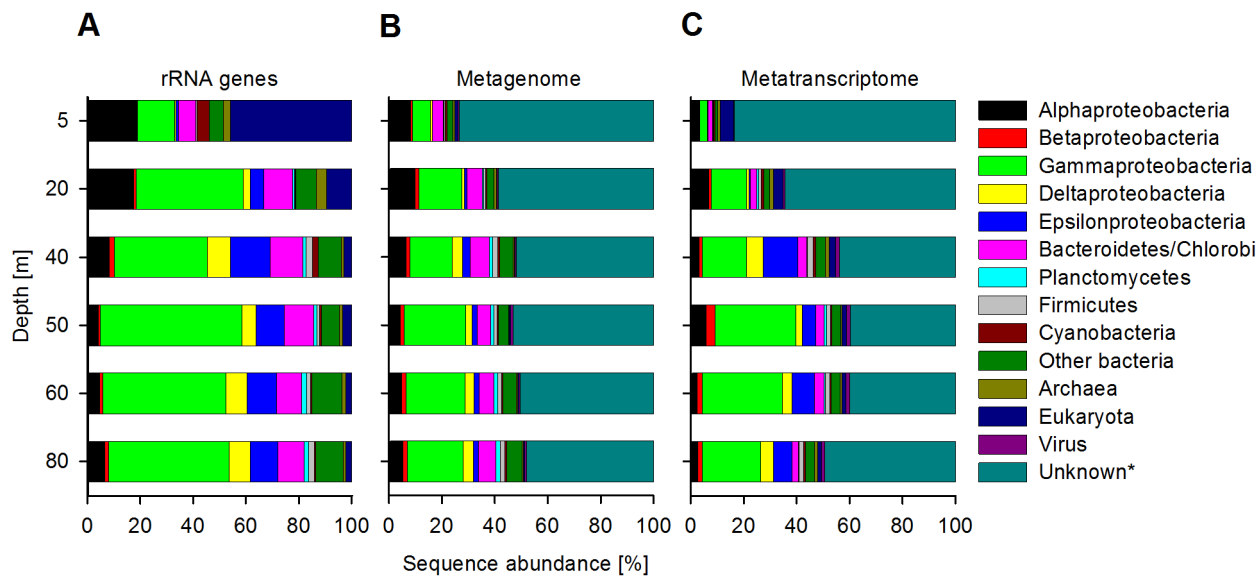 A
B
C
rRNA genes
Metagenome
Metatranscriptome
Depth [m]
5
20
40
50
60
80
0 20 40 60 80 100
0 20 40 60 80 100
0 20 40 60 80 100
Sequence abundance [%]
Alphaproteobacteria
Betaproteobacteria
Gammaproteobacteria
Deltaproteobacteria
Epsilonproteobacteria
Bacteroidetes/Chlorobi
Planctomycetes
Firmicutes
Cyanobacteria
Other bacteria
Archaea
Eukaryota
Virus
Unknown*